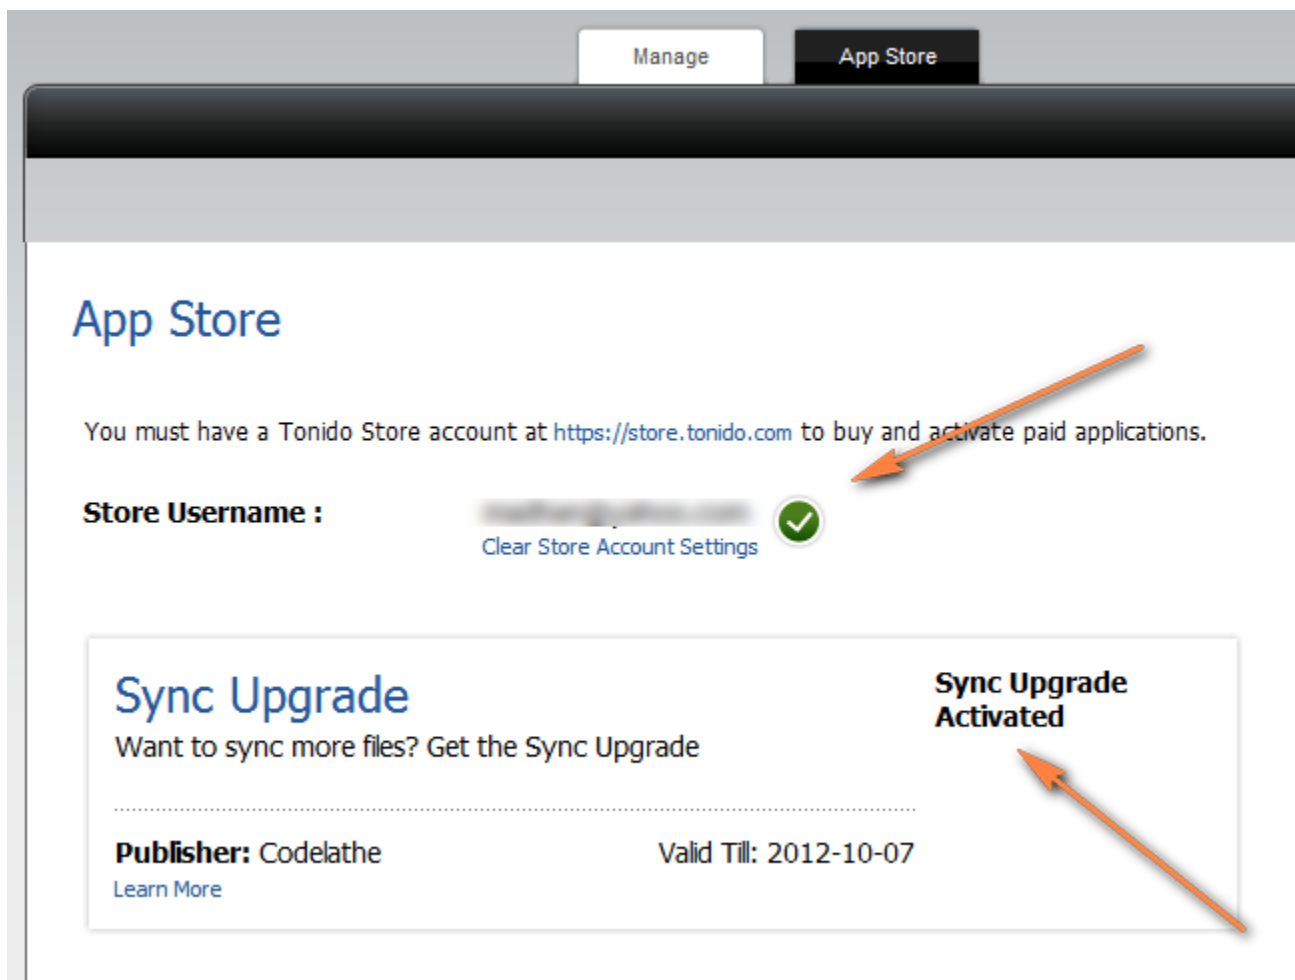 Manage
App Store
App Store
You must have a Tonido Store account at https://store.tonido.com to buy and activate paid applications.
Store Username :
Clear Store Account Settings
Sync Upgrade
Want to sync more files? Get the Sync Upgrade
Sync Upgrade
Activated
Publisher: Codelathe
Valid Till: 2012-10-07
Learn More